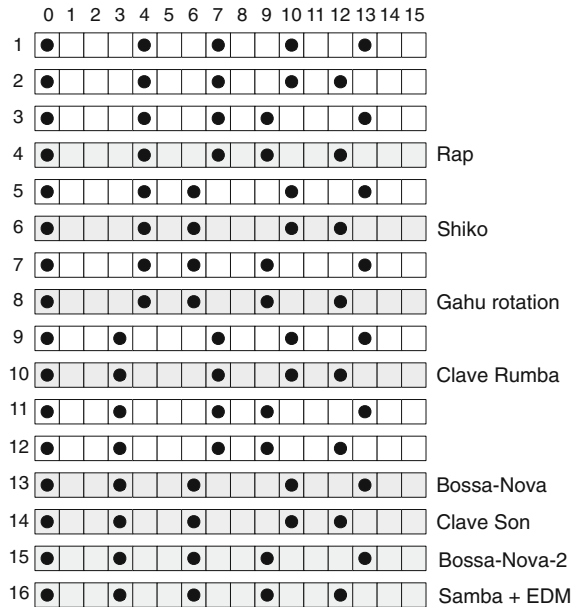 0 1 2 3 4 5 6 7 8 9 10 11 12 13 14 15
1
2
3
4 Rap
5
6 Shiko
7
8 Gahu rotation
9
10 Clave Rumba
11
12
13 Bossa-Nova
14 Clave Son
15 Bossa-Nova-2
16 Samba + EDM